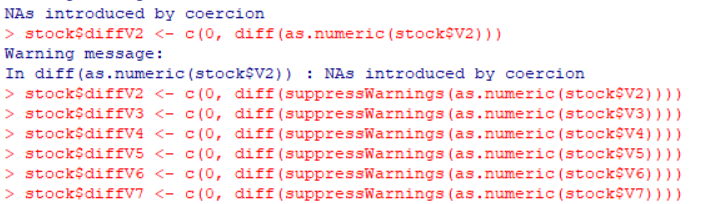 NAs introduced by coercion
> stock$diffV2 <- c(0, diff(as.numeric(stock$V2)))
Warning message:
In diff(as.numeric(stock$V2)) : NAs introduced by coercion
> stock$diffV2 <- c(0, diff(suppressWarnings(as.numeric(stock$V2))))
> stock$diffV3 <- c(0, diff(suppressWarnings(as.numeric(stock$V3))))
> stock$diffV4 <- c(0, diff(suppressWarnings(as.numeric(stock$V4))))
> stock$diffV5 <- c(0, diff(suppressWarnings(as.numeric(stock$V5))))
> stock$diffV6 <- c(0, diff(suppressWarnings(as.numeric(stock$V6))))
> stock$diffV7 <- c(0, diff(suppressWarnings(as.numeric(stock$V7))))